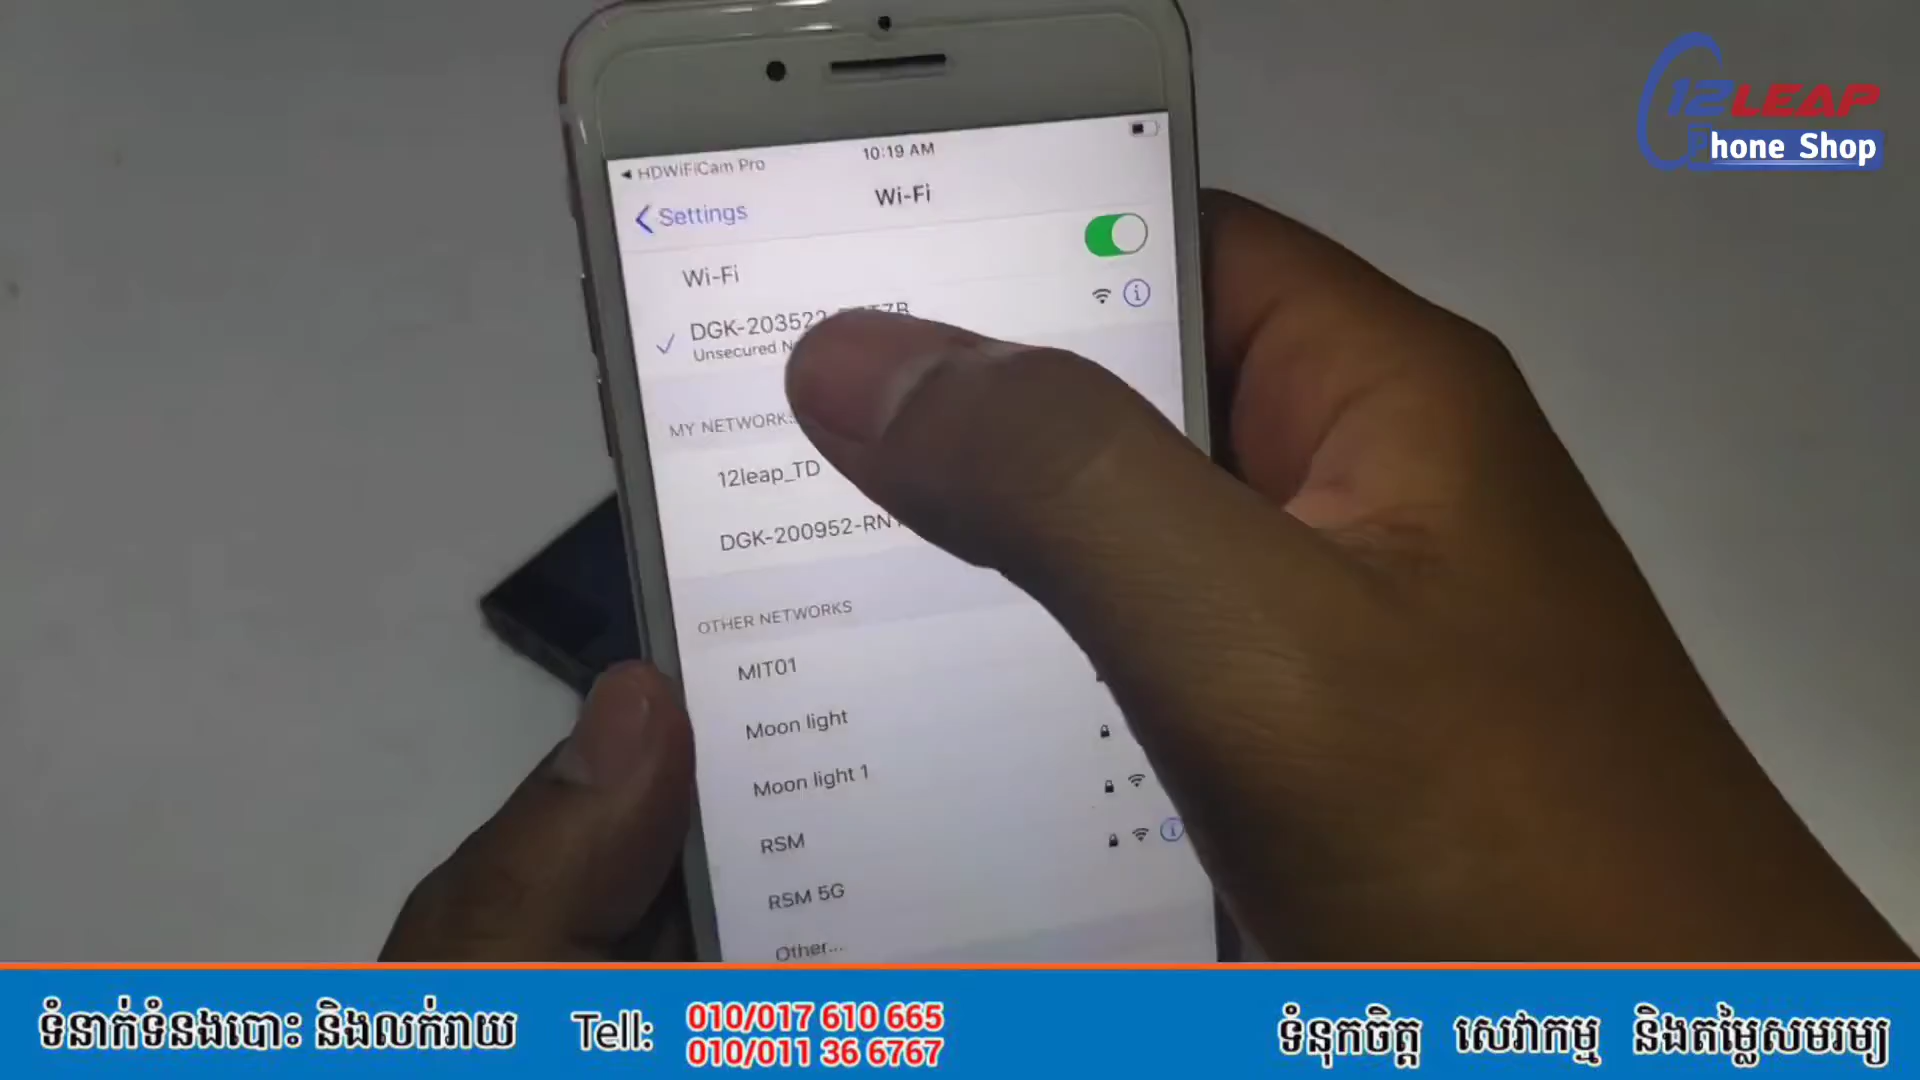 12LEAP
Phone Shop
HDWiFiCam Pro
10:19 AM
Settings
Wi-Fi
Wi-Fi
DGK-203522
Unsecured
MY NETWORK
12leap_TD
DGK-200952-RN
OTHER NETWORKS
MIT01
Moon light
Moon light 1
RSM
RSM 5G
Other...
ទំនាក់ទំនងបោះ និងលក់រាយ
Tell:
010/017 610 665
010/011 36 6767
ទំនុកចិត្ត សេវាកម្ម និងតម្លៃសមរម្យ